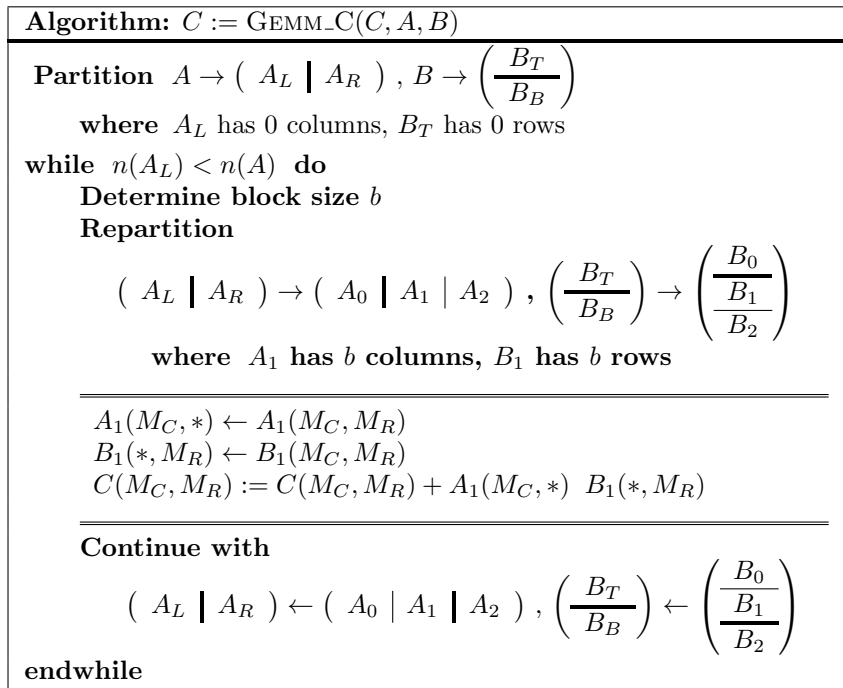 Algorithm: C := GEMM_C(C, A, B)
Partition A → ( A_L | A_R ) , B → ( B_T / B_B )
where A_L has 0 columns, B_T has 0 rows
while n(A_L) < n(A) do
Determine block size b
Repartition
( A_L | A_R ) → ( A_0 | A_1 | A_2 ) , ( B_T / B_B ) → ( B_0 / B_1 / B_2 )
where A_1 has b columns, B_1 has b rows
A_1(M_C, *) ← A_1(M_C, M_R)
B_1(*, M_R) ← B_1(M_C, M_R)
C(M_C, M_R) := C(M_C, M_R) + A_1(M_C, *) B_1(*, M_R)
Continue with
( A_L | A_R ) ← ( A_0 | A_1 | A_2 ) , ( B_T / B_B ) ← ( B_0 / B_1 / B_2 )
endwhile